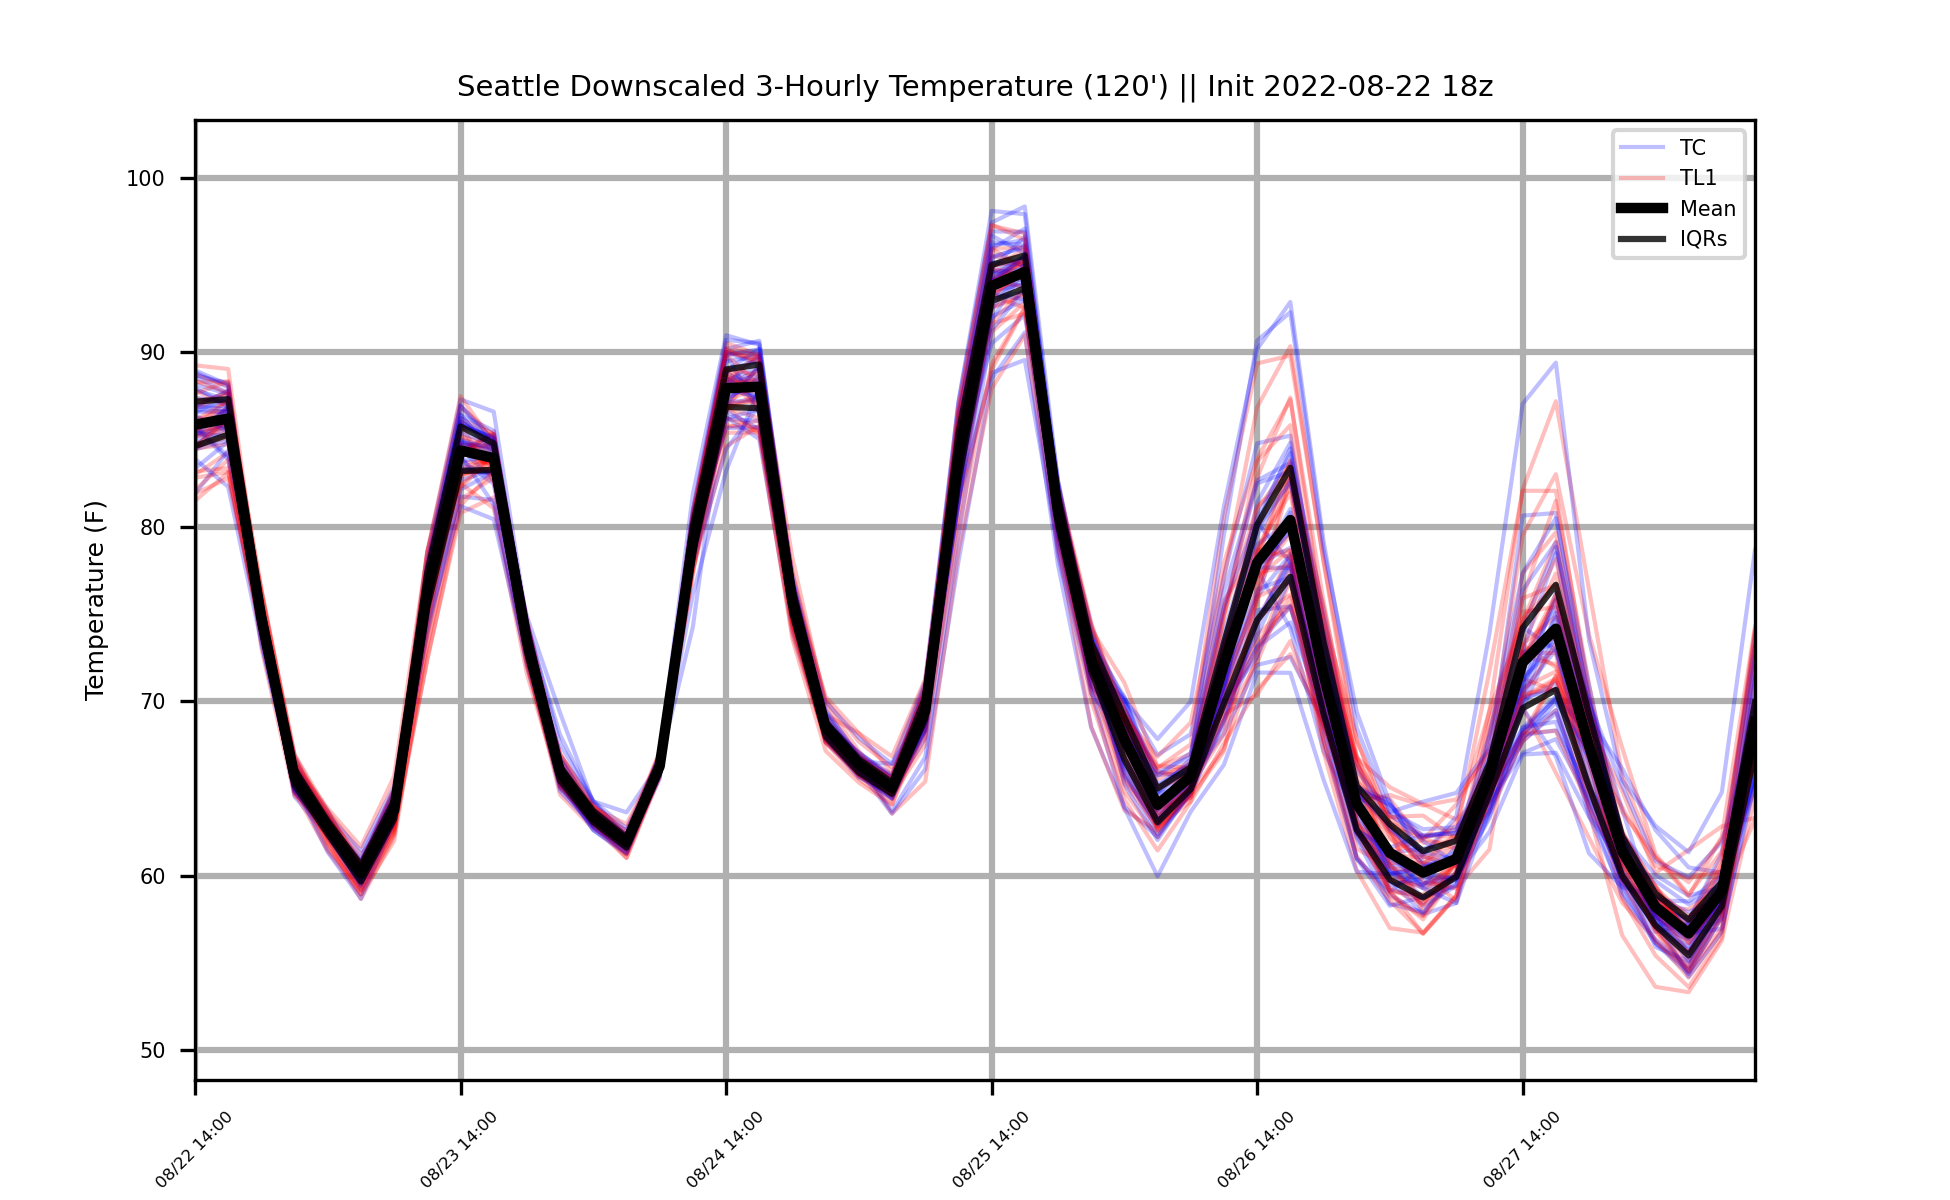 Seattle Downscaled 3-Hourly Temperature (120') || Init 2022-08-22 18z
TC
TL1
Mean
IQRs
Temperature (F)
100
90
80
70
60
50
08/22 14:00
08/23 14:00
08/24 14:00
08/25 14:00
08/26 14:00
08/27 14:00